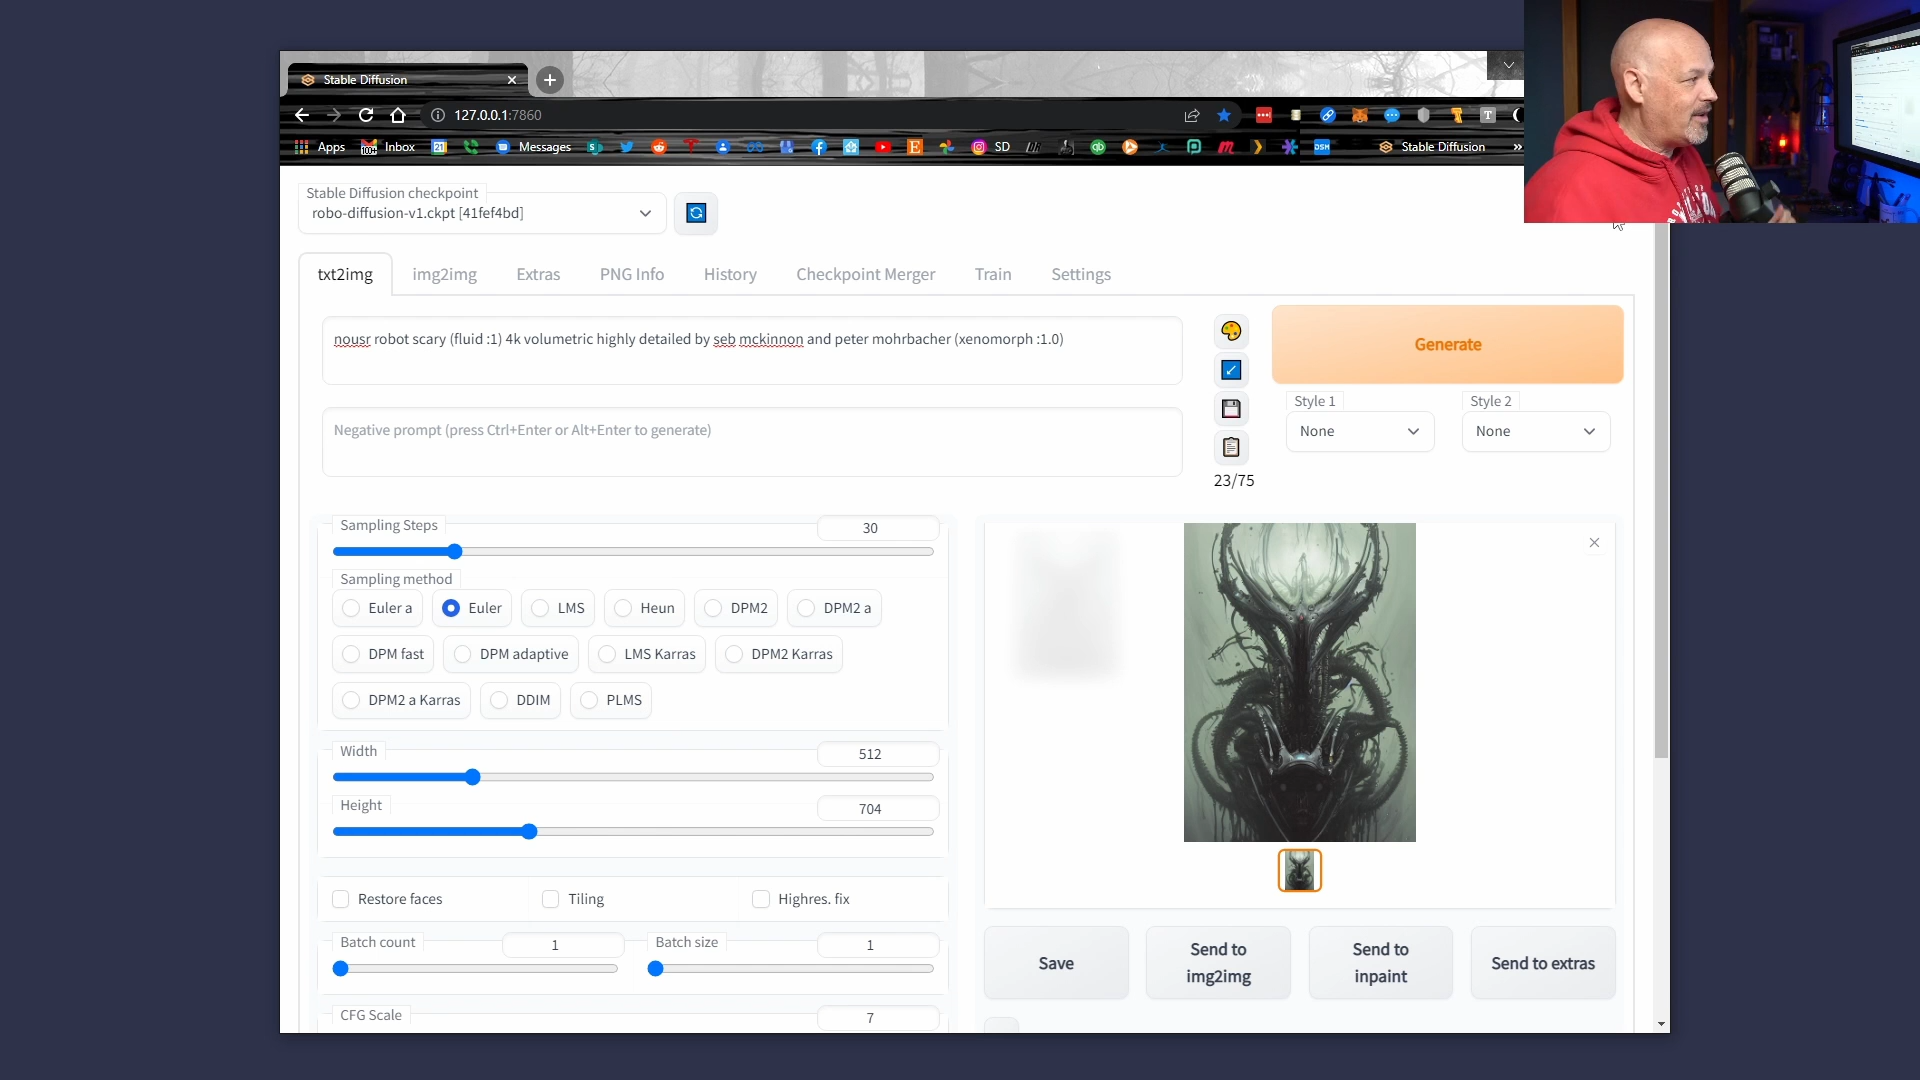 Stable Diffusion
127.0.0.1:7860
Apps
100+
Inbox
21
Messages
SD
DSM
Stable Diffusion
»
Stable Diffusion checkpoint
robo-diffusion-v1.ckpt [41fef4bd]
txt2img
img2img
Extras
PNG Info
History
Checkpoint Merger
Train
Settings
nousr robot scary (fluid :1) 4k volumetric highly detailed by seb mckinnon and peter mohrbacher (xenomorph :1.0)
Negative prompt (press Ctrl+Enter or Alt+Enter to generate)
Generate
Style 1
Style 2
None
None
23/75
Sampling Steps
30
Sampling method
Euler a
Euler
LMS
Heun
DPM2
DPM2 a
DPM fast
DPM adaptive
LMS Karras
DPM2 Karras
DPM2 a Karras
DDIM
PLMS
Width
512
Height
704
Restore faces
Tiling
Highres. fix
Batch count
1
Batch size
1
CFG Scale
7
Save
Send to
img2img
Send to
inpaint
Send to extras